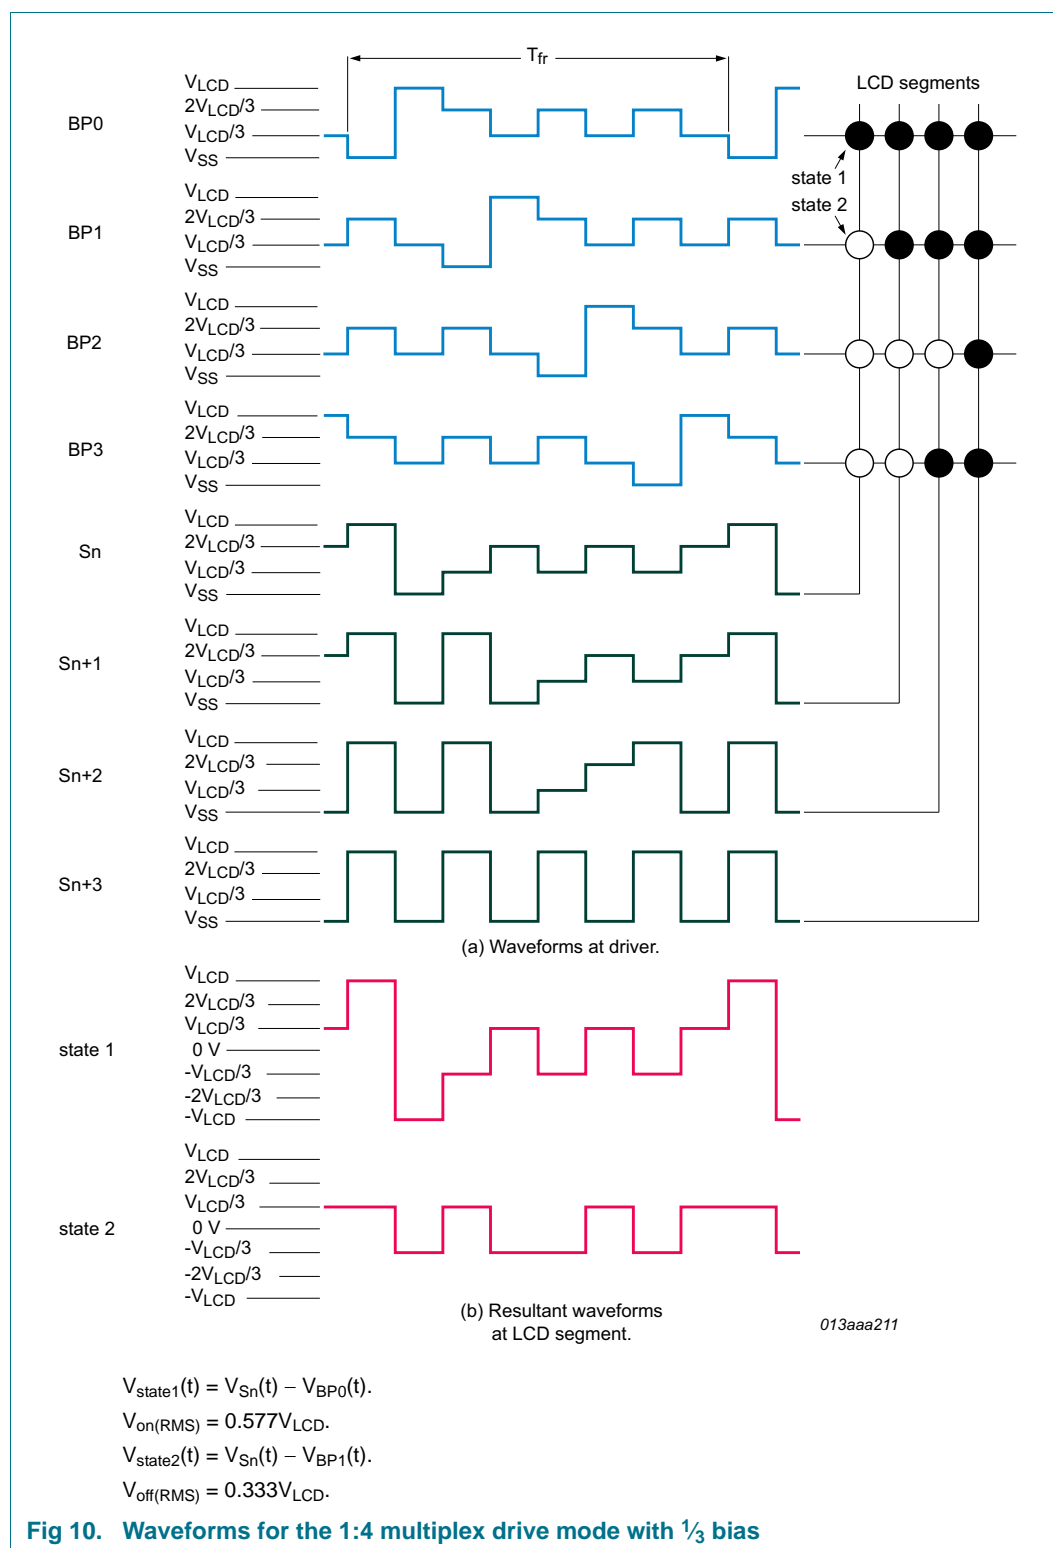 Tfr
BP0
VLCD
2VLCD/3
VLCD/3
VSS
LCD segments
state 1
state 2
BP1
VLCD
2VLCD/3
VLCD/3
VSS
BP2
VLCD
2VLCD/3
VLCD/3
VSS
BP3
VLCD
2VLCD/3
VLCD/3
VSS
Sn
VLCD
2VLCD/3
VLCD/3
VSS
Sn+1
VLCD
2VLCD/3
VLCD/3
VSS
Sn+2
VLCD
2VLCD/3
VLCD/3
VSS
Sn+3
VLCD
2VLCD/3
VLCD/3
VSS
(a) Waveforms at driver.
state 1
VLCD
2VLCD/3
VLCD/3
0 V
-VLCD/3
-2VLCD/3
-VLCD
state 2
VLCD
2VLCD/3
VLCD/3
0 V
-VLCD/3
-2VLCD/3
-VLCD
(b) Resultant waveforms
at LCD segment.
013aaa211
Vstate1(t) = VSn(t) − VBP0(t).
Von(RMS) = 0.577VLCD.
Vstate2(t) = VSn(t) − VBP1(t).
Voff(RMS) = 0.333VLCD.
Fig 10. Waveforms for the 1:4 multiplex drive mode with 1⁄3 bias